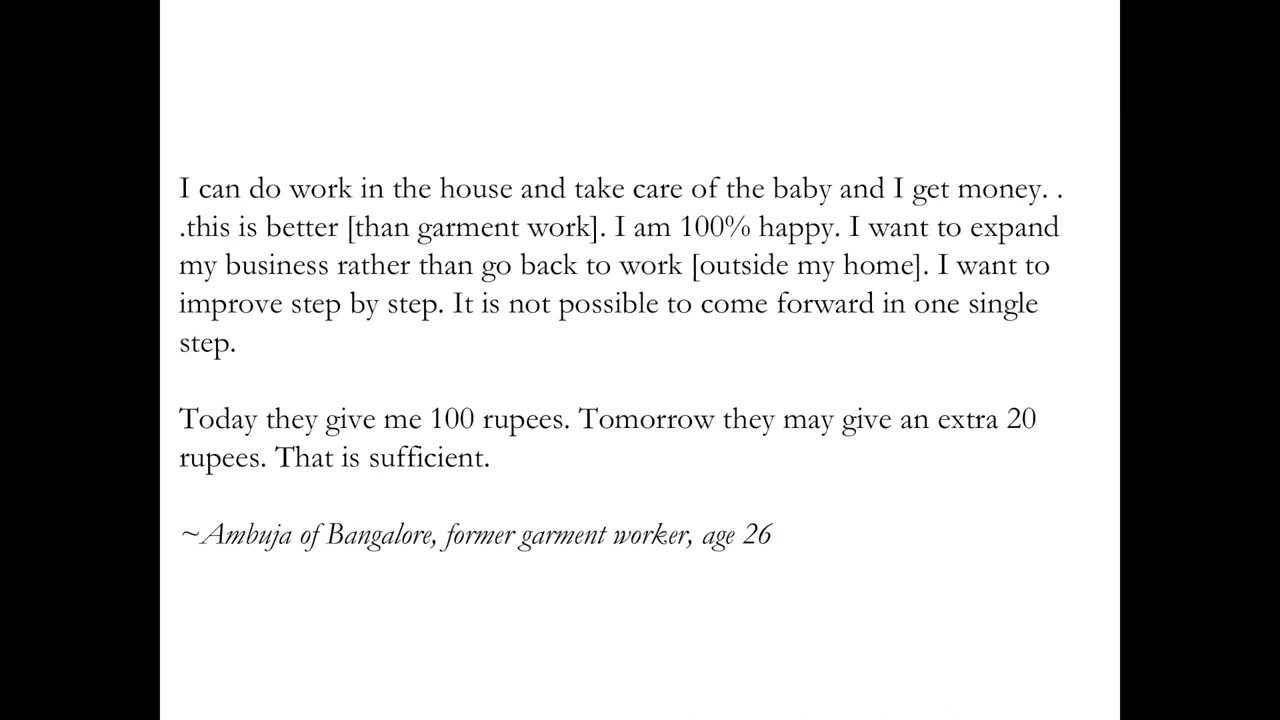 I can do work in the house and take care of the baby and I get money. . 
.this is better [than garment work]. I am 100% happy. I want to expand
my business rather than go back to work [outside my home]. I want to
improve step by step. It is not possible to come forward in one single
step.
Today they give me 100 rupees. Tomorrow they may give an extra 20
rupees. That is sufficient.
~Ambuja of Bangalore, former garment worker, age 26